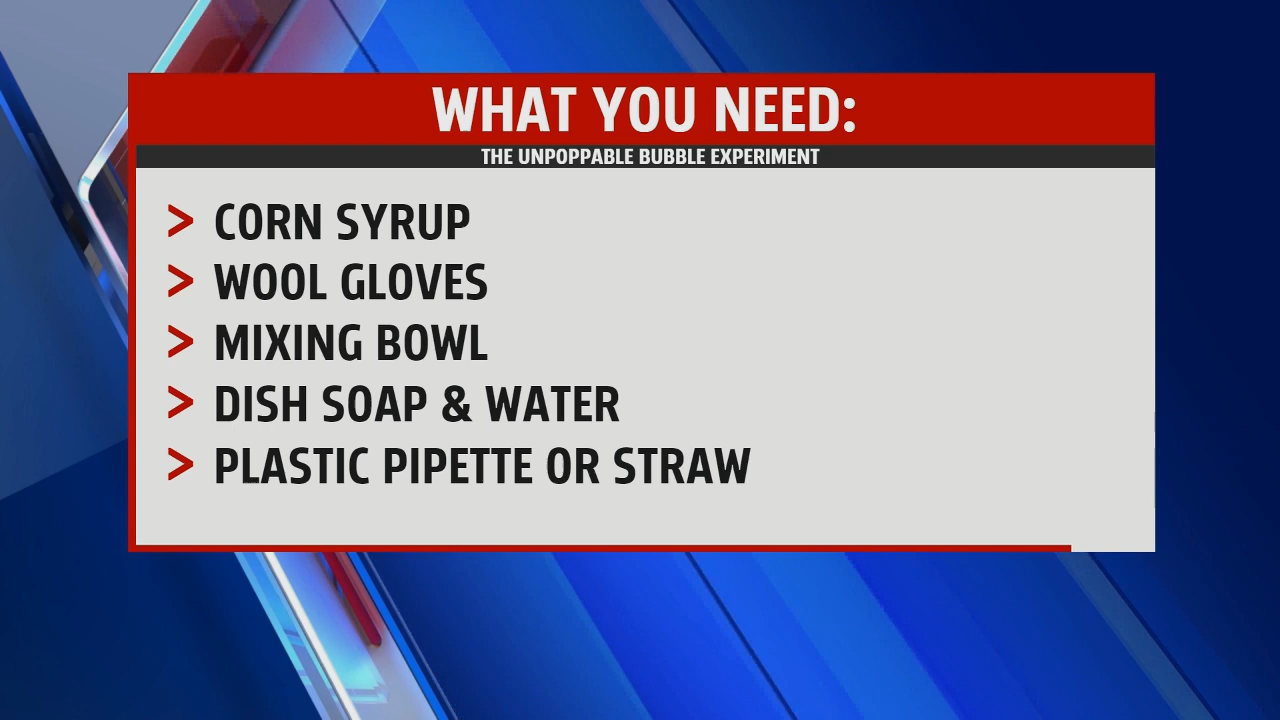 WHAT YOU NEED:
THE UNPOPPABLE BUBBLE EXPERIMENT
> CORN SYRUP
> WOOL GLOVES
> MIXING BOWL
> DISH SOAP & WATER
> PLASTIC PIPETTE OR STRAW